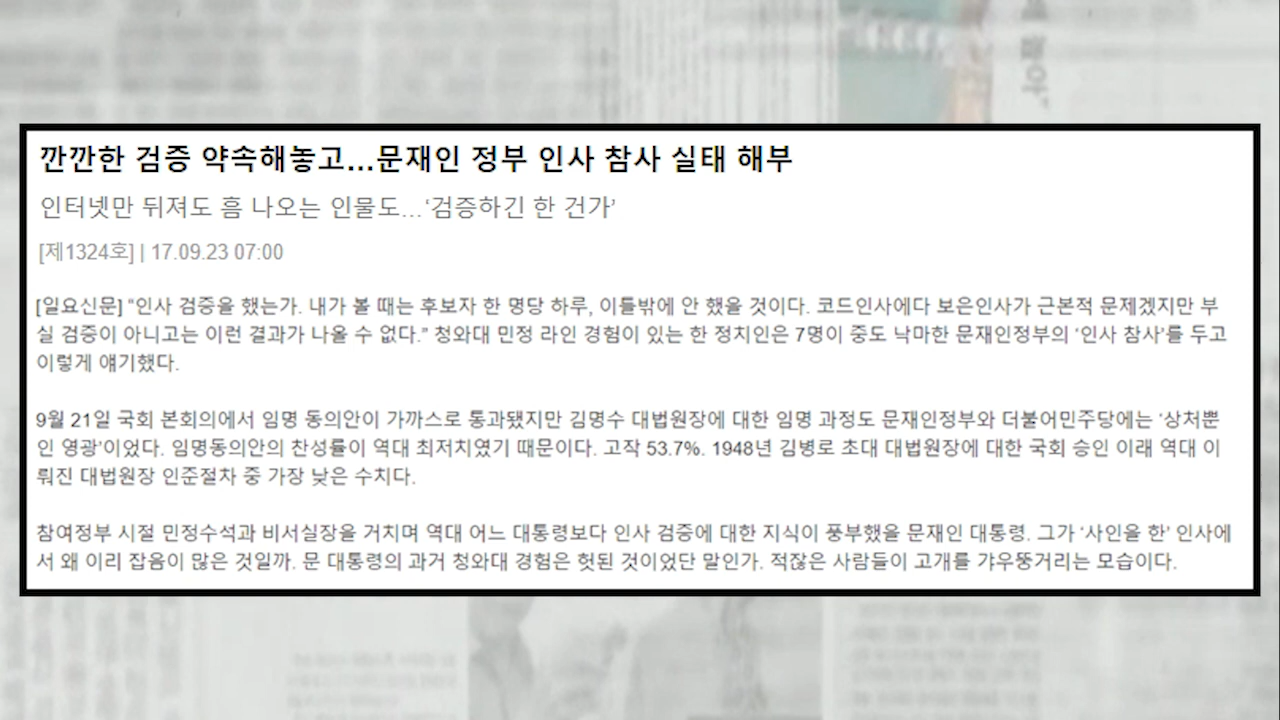 깐깐한 검증 약속해놓고...문재인 정부 인사 참사 실태 해부
인터넷만 뒤져도 흠 나오는 인물도...‘검증하긴 한 건가’
[제1324호] | 17.09.23 07:00
[일요신문] “인사 검증을 했는가. 내가 볼 때는 후보자 한 명당 하루, 이틀밖에 안 했을 것이다. 코드인사에다 보은인사가 근본적 문제겠지만 부
실 검증이 아니고는 이런 결과가 나올 수 없다.” 청와대 민정 라인 경험이 있는 한 정치인은 7명이 중도 낙마한 문재인정부의 ‘인사 참사’를 두고
이렇게 얘기했다.
9월 21일 국회 본회의에서 임명 동의안이 가까스로 통과됐지만 김명수 대법원장에 대한 임명 과정도 문재인정부와 더불어민주당에는 ‘상처뿐
인 영광’이었다. 임명동의안의 찬성률이 역대 최저치였기 때문이다. 고작 53.7%. 1948년 김병로 초대 대법원장에 대한 국회 승인 이래 역대 이
뤄진 대법원장 인준절차 중 가장 낮은 수치다.
참여정부 시절 민정수석과 비서실장을 거치며 역대 어느 대통령보다 인사 검증에 대한 지식이 풍부했을 문재인 대통령. 그가 ‘사인을 한’ 인사에
서 왜 이리 잡음이 많은 것일까. 문 대통령의 과거 청와대 경험은 헛된 것이었단 말인가. 적잖은 사람들이 고개를 갸우뚱거리는 모습이다.